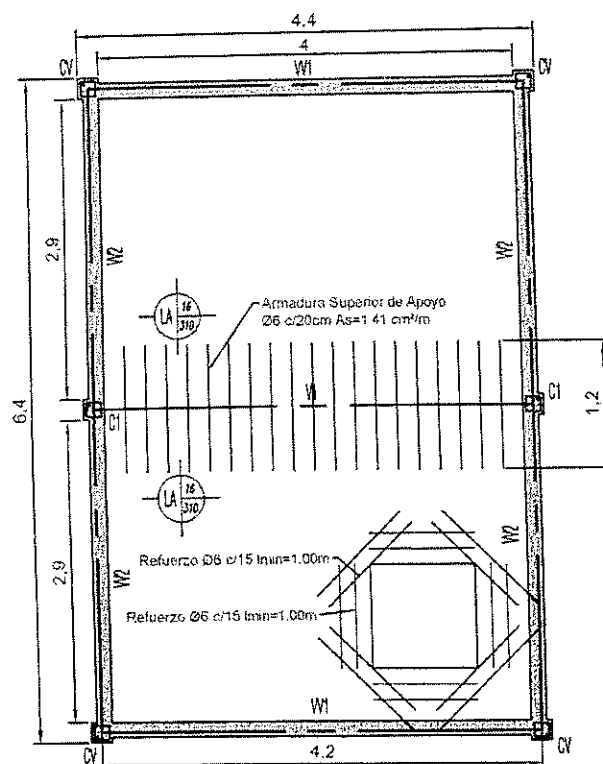 4.4
4
CV
W1
CV
2,9
W2
W2
LA 16 310
Armadura Superior de Apoyo
Ø6 c/20cm As=1 41 cm²/m
6,4
C1
V1
C1
1,2
LA 16 310
2,9
W2
W2
Refuerzo Ø6 c/15 lmin=1.00m
Refuerzo Ø6 c/15 lmin=1.00m
W1
CV
4.2
CV